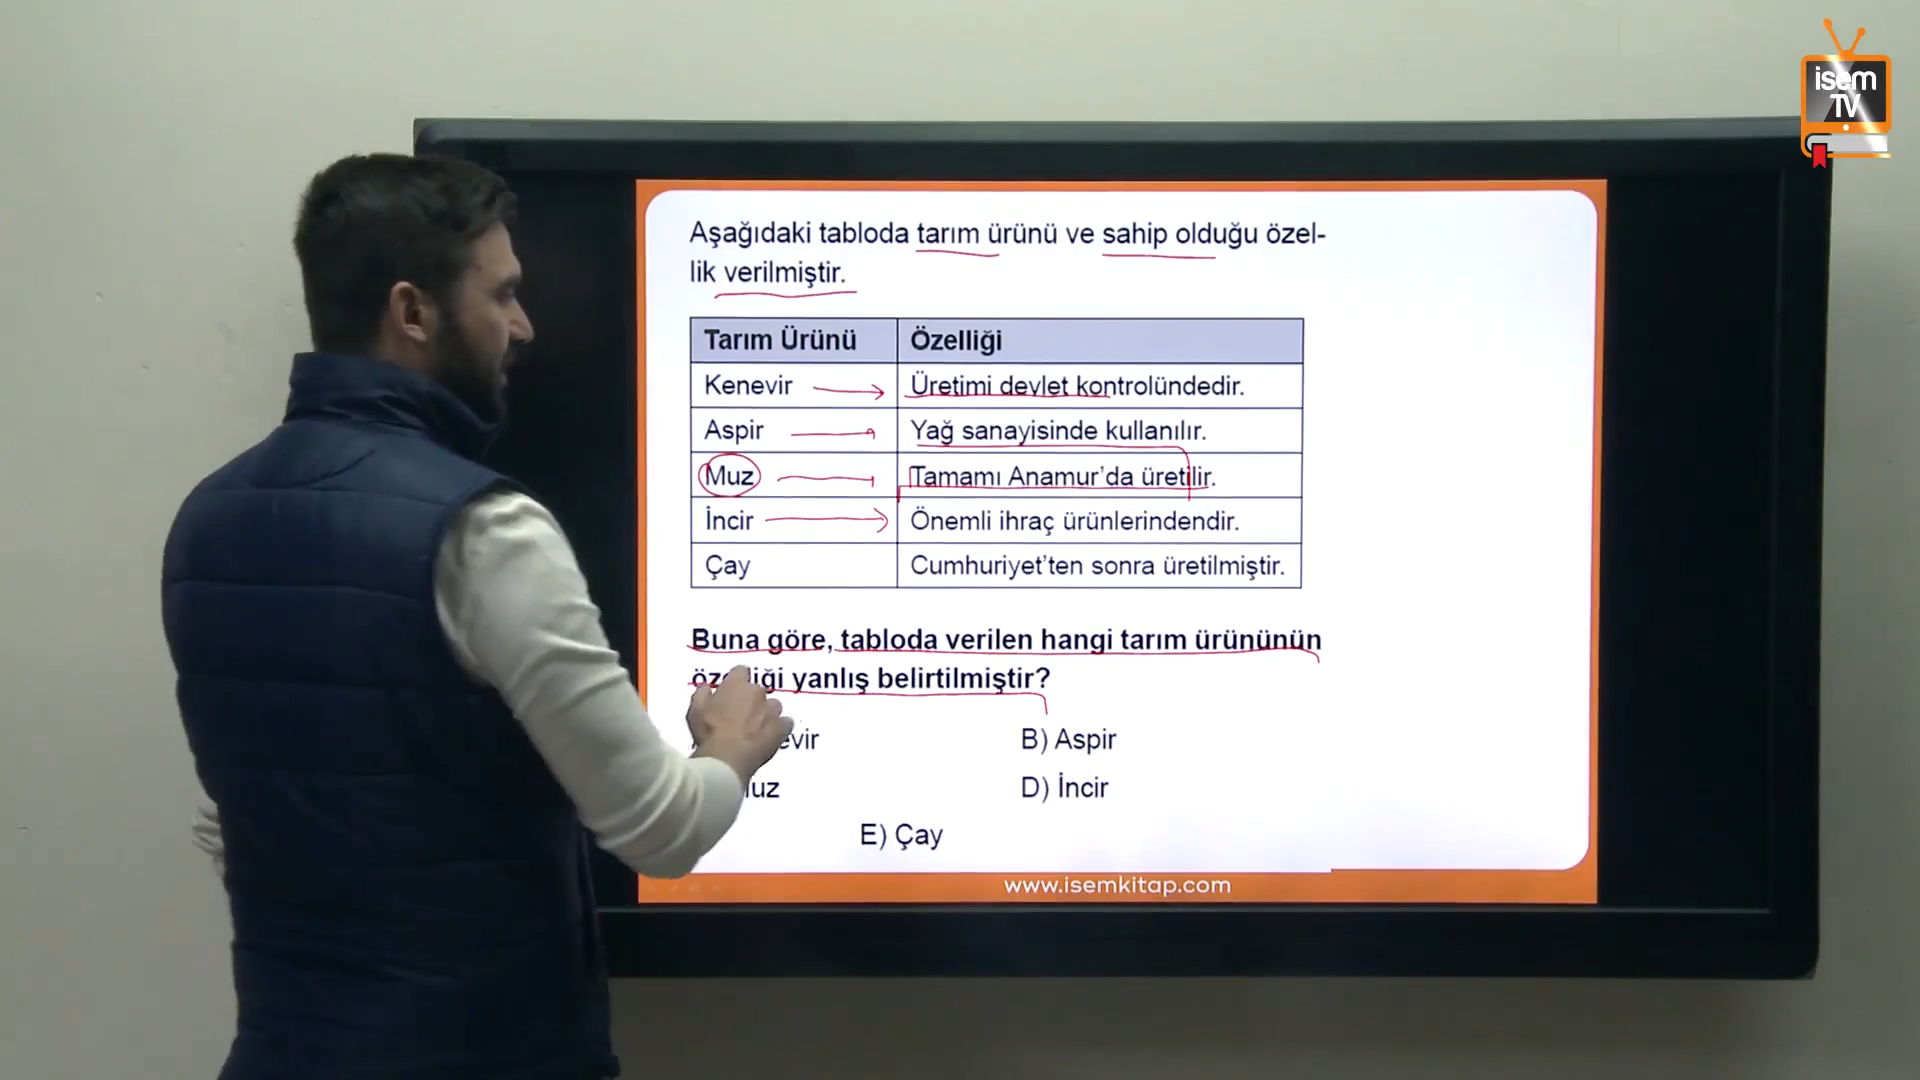 isem
TV
Aşağıdaki tabloda tarım ürünü ve sahip olduğu özel-
lik verilmiştir.
Tarım Ürünü Özelliği
Kenevir Üretimi devlet kontrolündedir.
Aspir Yağ sanayisinde kullanılır.
Muz Tamamı Anamur'da üretilir.
İncir Önemli ihraç ürünlerindendir.
Çay Cumhuriyet'ten sonra üretilmiştir.
Buna göre, tabloda verilen hangi tarım ürününün
özelliği yanlış belirtilmiştir?
B) Aspir
D) İncir
E) Çay
www.isemkitap.com